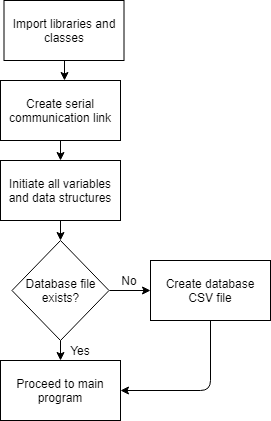 Import libraries and
classes
Create serial
communication link
Initiate all variables
and data structures
Database file
exists?
No
Create database
CSV file
Yes
Proceed to main
program